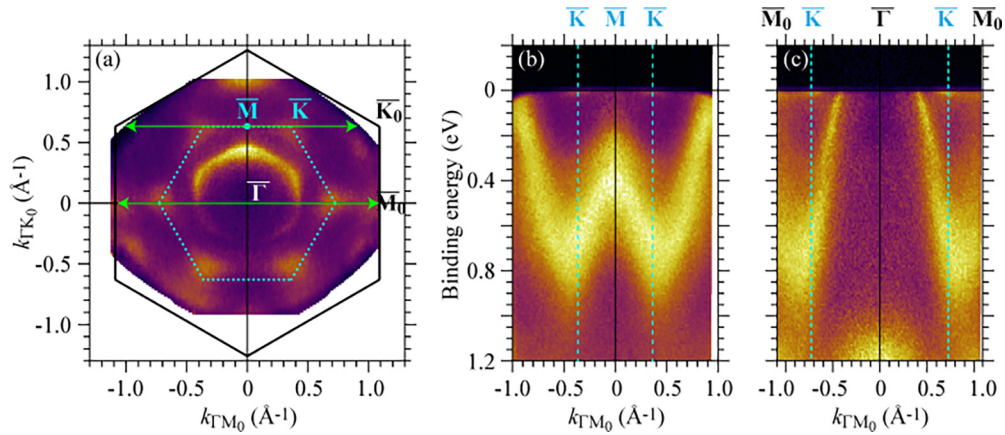 K̅ M̅ K̅ M̅₀ K̅ Γ̅ K̅ M̅₀
(a) (b) (c)
M̅ K̅ K̅₀
Γ̅ M̅₀
1.0
0.5
0
-0.5
-1.0
k_ΓK₀ (Å⁻¹)
-1.0 -0.5 0 0.5 1.0
k_ΓM₀ (Å⁻¹)
0
0.4
0.8
1.2
Binding energy (eV)
-1.0 -0.5 0 0.5
k_ΓM₀ (Å⁻¹)
-1.0 -0.5 0 0.5 1.0
k_ΓM₀ (Å⁻¹)